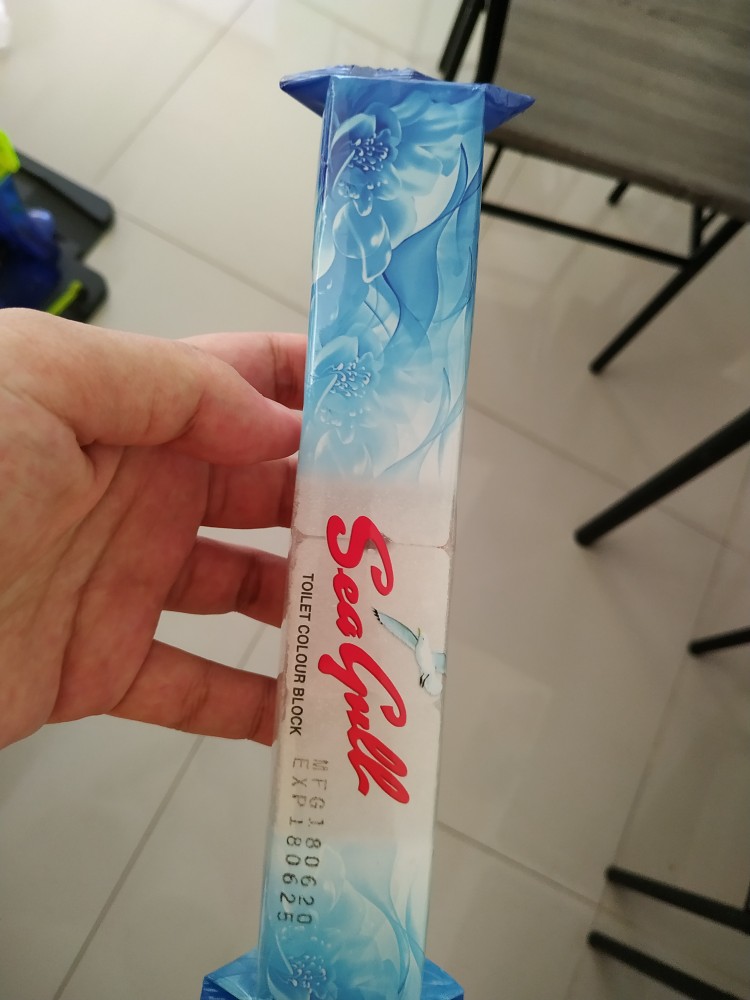 Sea Gull
TOILET COLOUR BLOCK
MFG180620
EXP180625